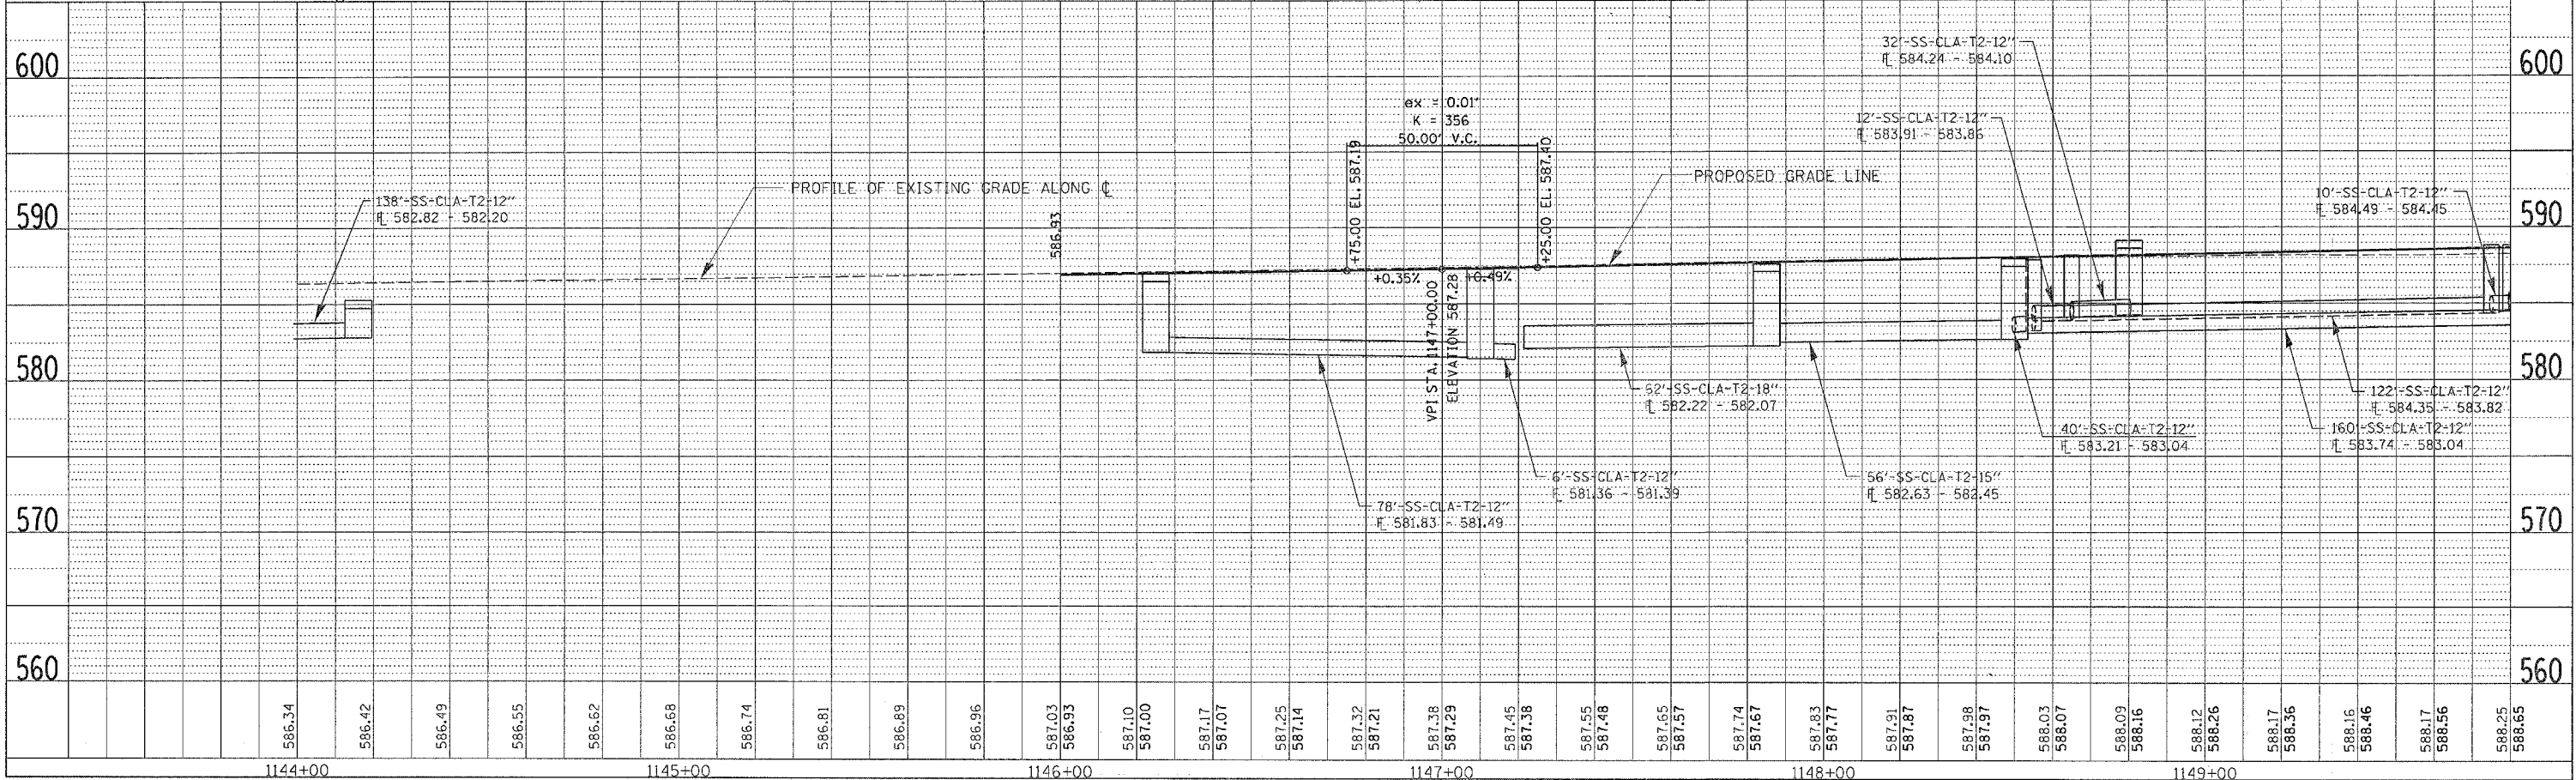 600
590
580
570
560
600
590
580
570
560
138'-SS-CLA-T2-12"
FL 582.82 - 582.20
PROFILE OF EXISTING GRADE ALONG CL
586.93
ex = 0.01'
K = 356
50.00' V.C.
+75.00 EL. 587.19
+25.00 EL. 587.40
+0.35%
+0.49%
VPI STA. 1147+00.00
ELEVATION 587.28
PROPOSED GRADE LINE
32'-SS-CLA-T2-12"
FL 584.24 - 584.10
12'-SS-CLA-T2-12"
FL 583.91 - 583.86
10'-SS-CLA-T2-12"
FL 584.49 - 584.45
78'-SS-CLA-T2-12"
FL 581.83 - 581.49
6'-SS-CLA-T2-12"
FL 581.36 - 581.39
62'-SS-CLA-T2-18"
FL 582.22 - 582.07
56'-SS-CLA-T2-15"
FL 582.63 - 582.45
40'-SS-CLA-T2-12"
FL 583.21 - 583.04
122'-SS-CLA-T2-12"
FL 584.35 - 583.82
160'-SS-CLA-T2-12"
FL 583.74 - 583.04
586.34
586.42
586.49
586.55
586.62
586.68
586.74
586.81
586.89
586.96
587.03
586.93
587.10
587.00
587.17
587.07
587.25
587.14
587.32
587.21
587.38
587.29
587.45
587.38
587.55
587.48
587.65
587.57
587.74
587.67
587.83
587.77
587.91
587.87
587.98
587.97
588.03
588.07
588.09
588.16
588.12
588.26
588.17
588.36
588.16
588.46
588.17
588.56
588.25
588.65
1144+00
1145+00
1146+00
1147+00
1148+00
1149+00